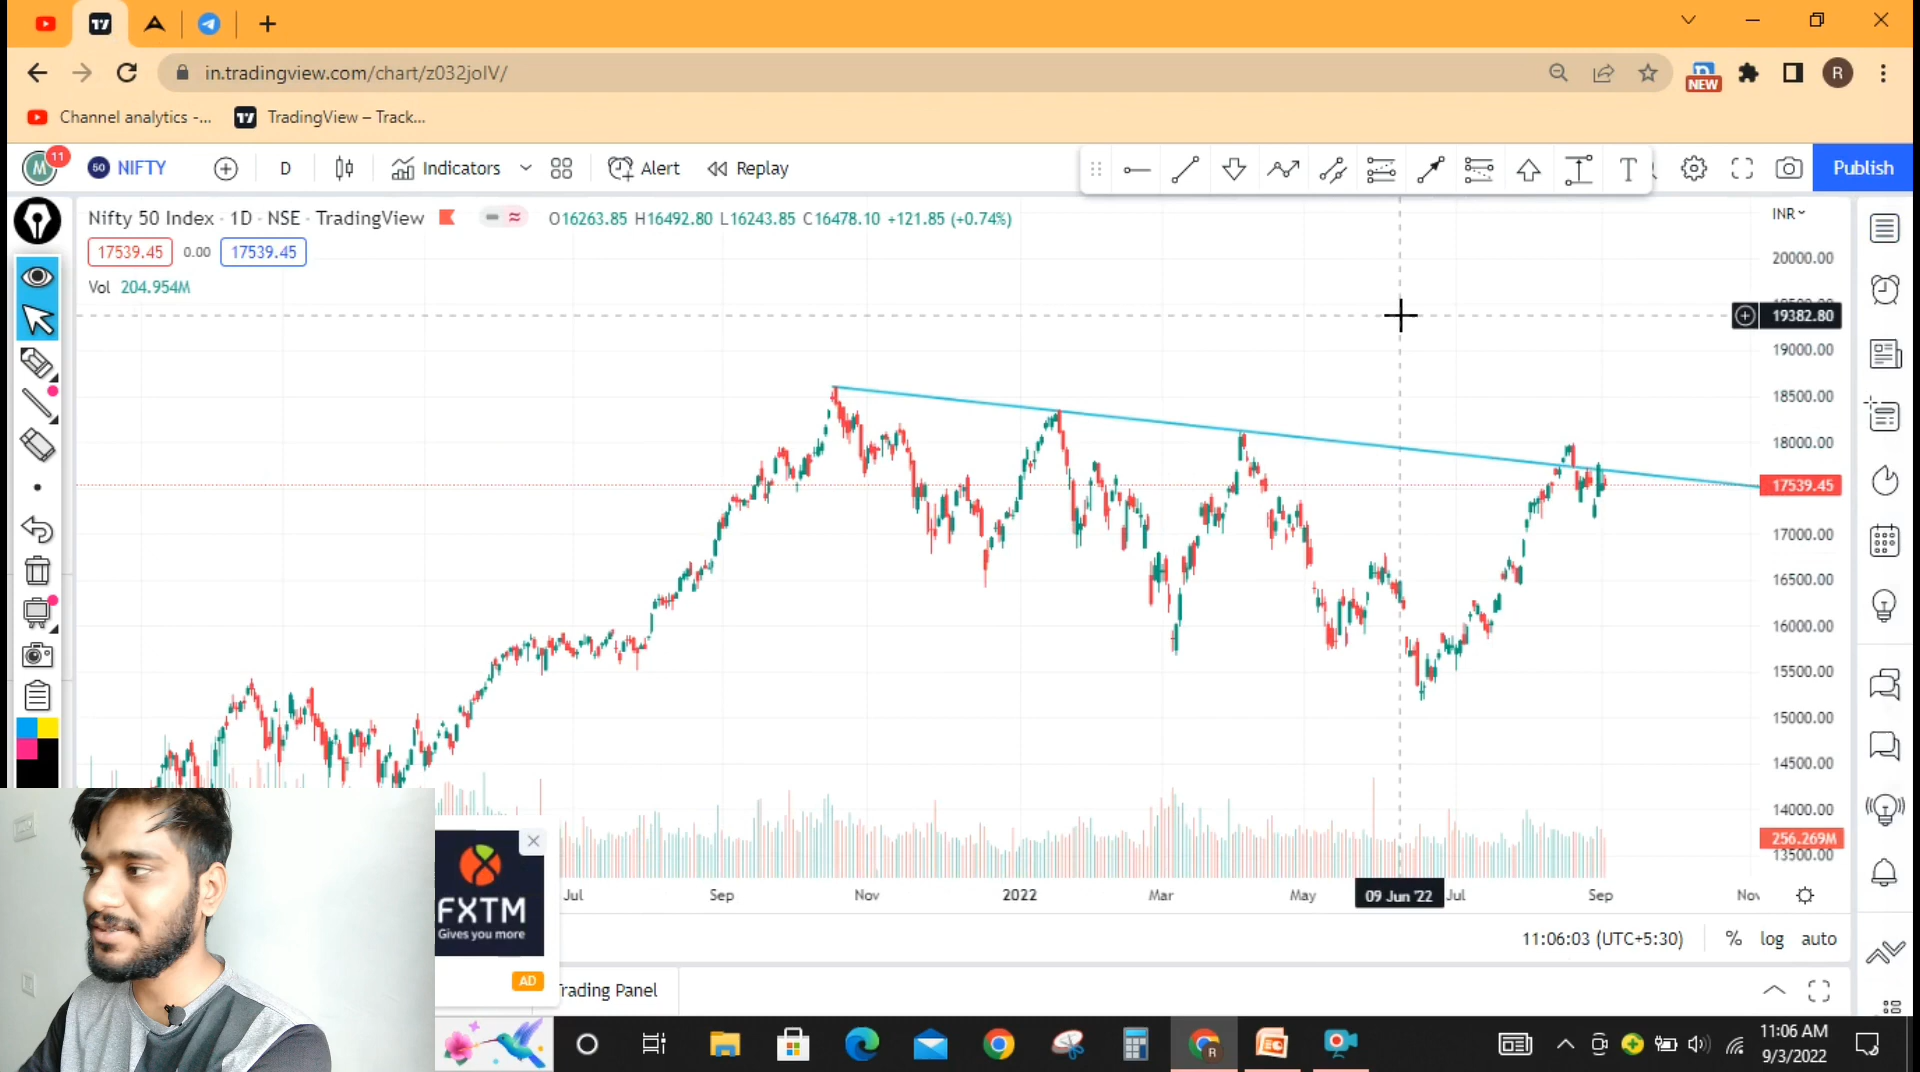 in.tradingview.com/chart/z032joIV/
NEW
R
Channel analytics -...
TradingView – Track...
M
11
50
NIFTY
D
Indicators
Alert
Replay
T
Publish
Nifty 50 Index · 1D · NSE · TradingView
O16263.85 H16492.80 L16243.85 C16478.10 +121.85 (+0.74%)
INR
17539.45
0.00
17539.45
Vol 204.954M
20000.00
19382.80
19000.00
18500.00
18000.00
17539.45
17000.00
16500.00
16000.00
15500.00
15000.00
14500.00
14000.00
256.269M
13500.00
Jul
Sep
Nov
2022
Mar
May
09 Jun '22
Jul
Sep
FXTM
Gives you more
AD
11:06:03 (UTC+5:30)
%
log
auto
Trading Panel
R
11:06 AM
9/3/2022